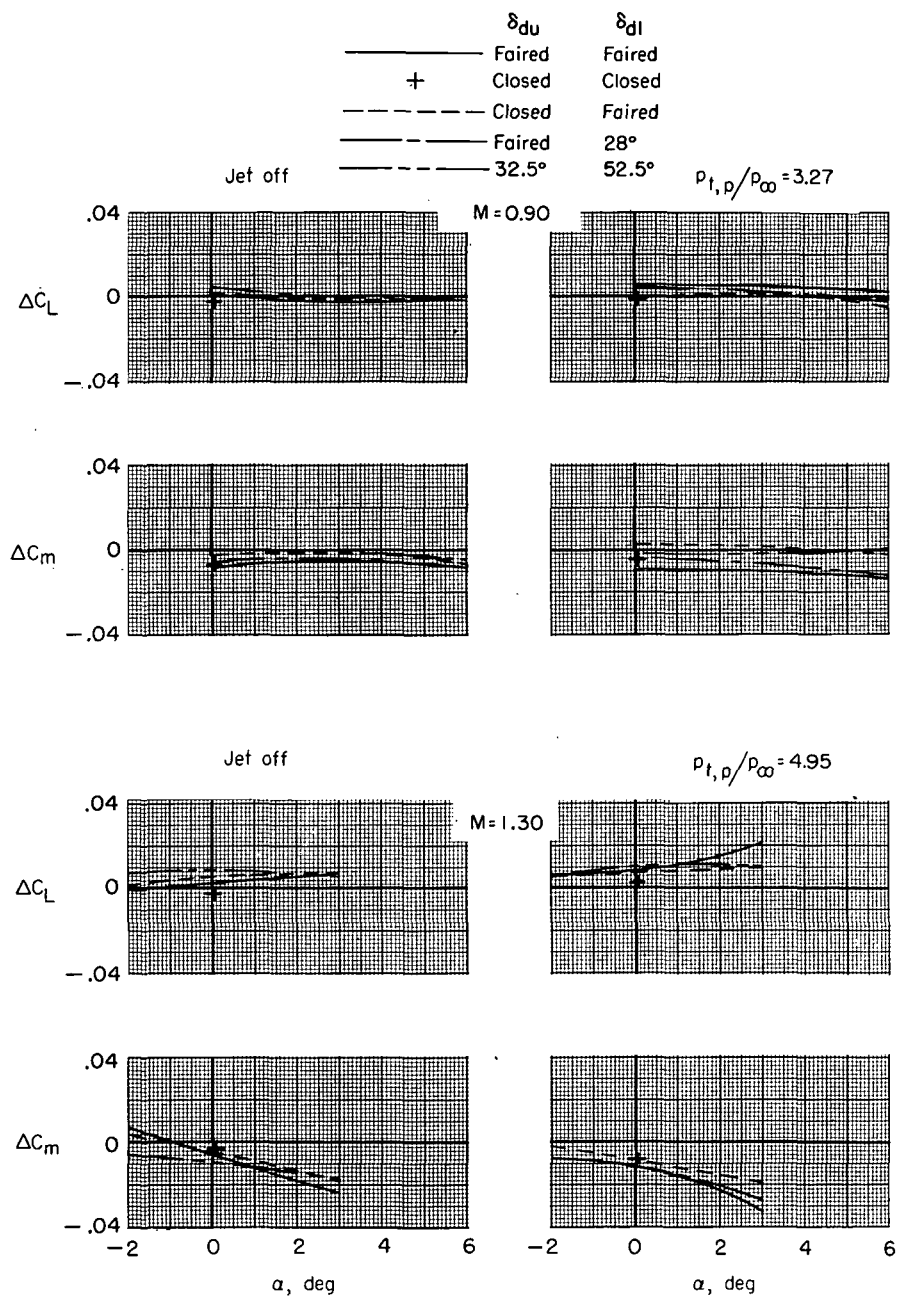 δdu δdl
Faired Faired
+ Closed Closed
Closed Faired
Faired 28°
32.5° 52.5°
Jet off pt,p/p∞ = 3.27
M = 0.90
.04
ΔCL 0
−.04
.04
ΔCm 0
−.04
Jet off pt,p/p∞ = 4.95
M = 1.30
.04
ΔCL 0
−.04
.04
ΔCm 0
−.04
−2 0 2 4 6 −2 0 2 4 6
α, deg α, deg